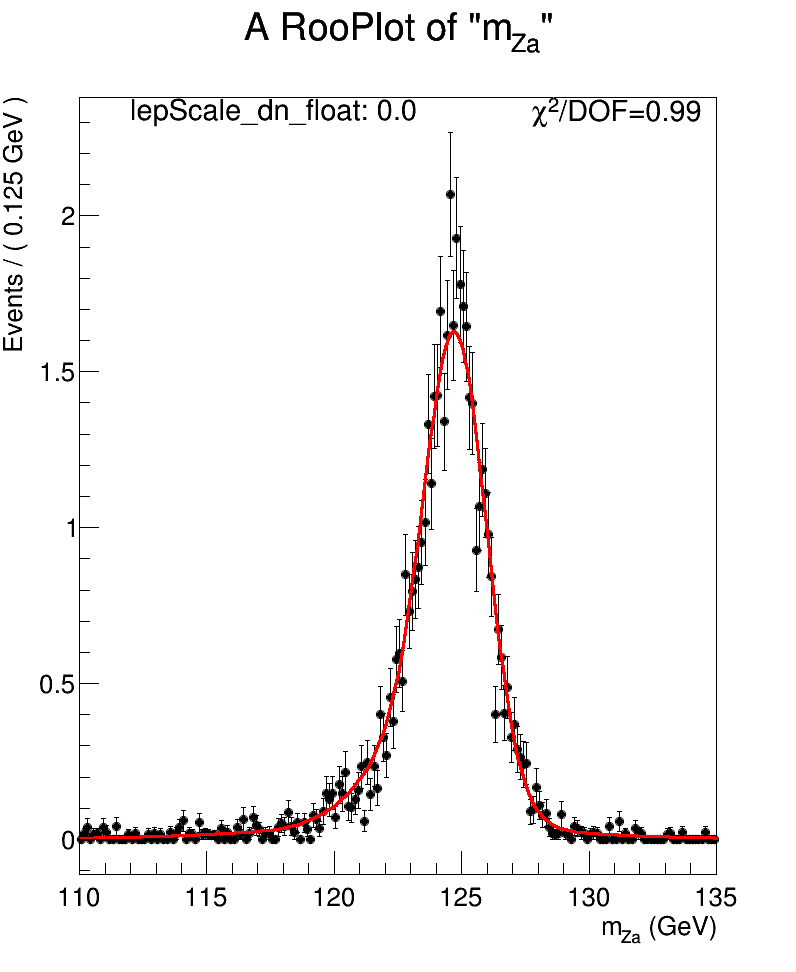 A RooPlot of "m_Za"
lepScale_dn_float: 0.0
χ²/DOF=0.99
Events / ( 0.125 GeV )
2
1.5
1
0.5
0
110 115 120 125 130 135
m_Za (GeV)